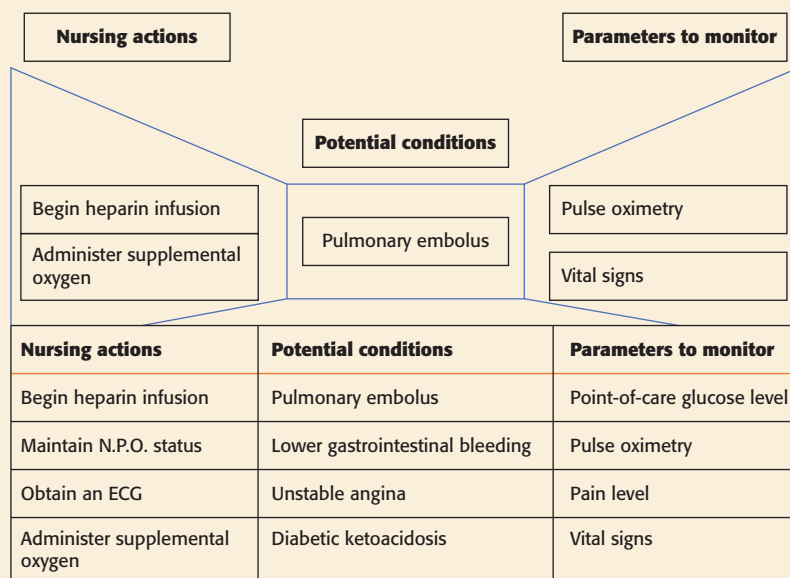 Nursing actions
Parameters to monitor
Potential conditions
Begin heparin infusion
Pulmonary embolus
Pulse oximetry
Administer supplemental
oxygen
Vital signs
Nursing actions Potential conditions Parameters to monitor
Begin heparin infusion Pulmonary embolus Point-of-care glucose level
Maintain N.P.O. status Lower gastrointestinal bleeding Pulse oximetry
Obtain an ECG Unstable angina Pain level
Administer supplemental Diabetic ketoacidosis Vital signs
oxygen